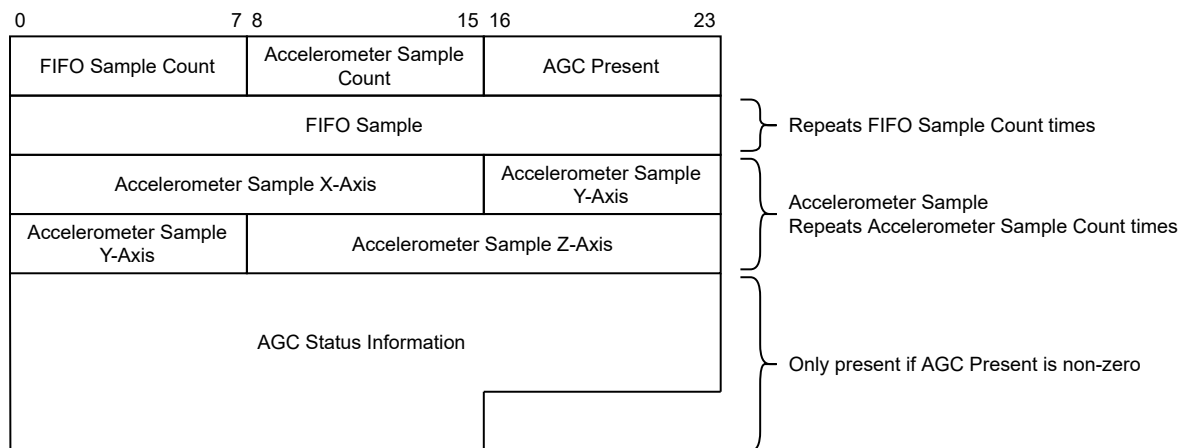 0 7 8 15 16 23
FIFO Sample Count
Accelerometer Sample
Count
AGC Present
FIFO Sample
Repeats FIFO Sample Count times
Accelerometer Sample X-Axis
Accelerometer Sample
Y-Axis
Accelerometer Sample
Repeats Accelerometer Sample Count times
Accelerometer Sample
Y-Axis
Accelerometer Sample Z-Axis
AGC Status Information
Only present if AGC Present is non-zero